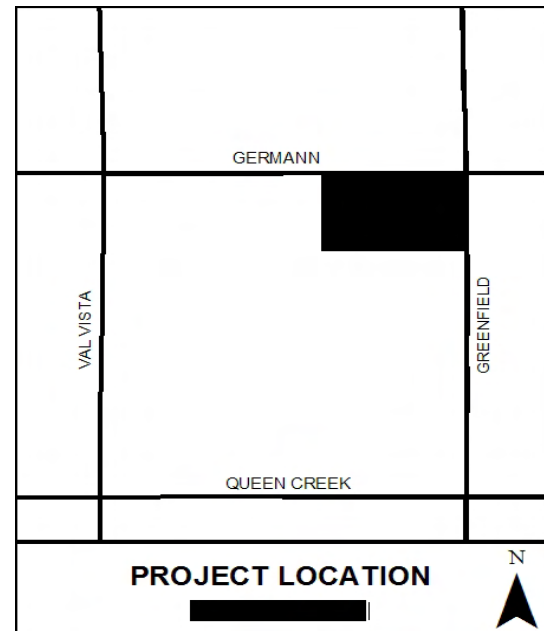 GERMANN
VAL VISTA
GREENFIELD
QUEEN CREEK
PROJECT LOCATION
N